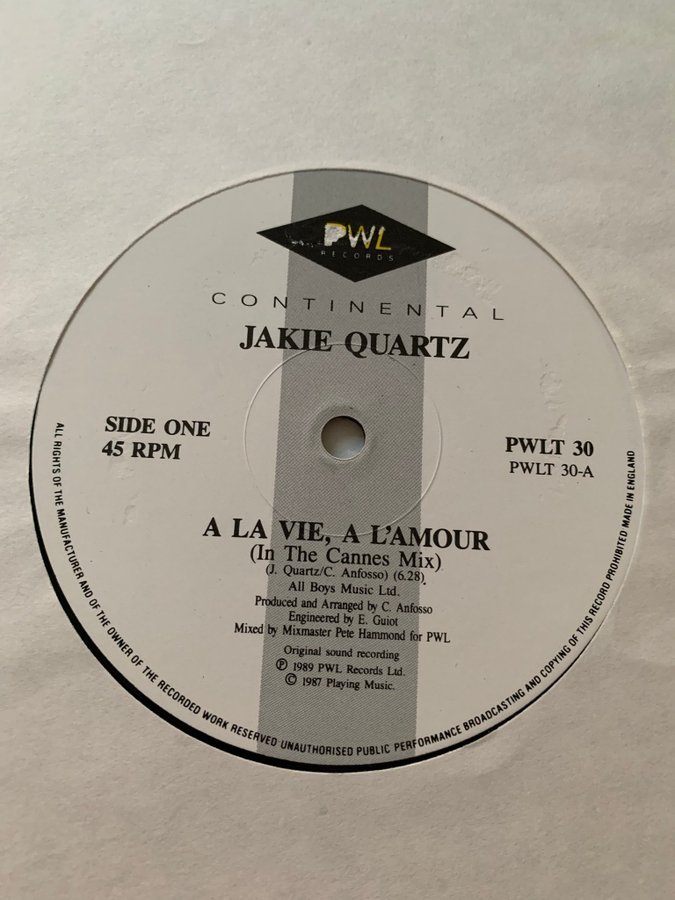 PWL
RECORDS
CONTINENTAL
JAKIE QUARTZ
SIDE ONE
45 RPM
PWLT 30
PWLT 30-A
A LA VIE, A L'AMOUR
(In The Cannes Mix)
(J. Quartz/C. Anfosso) (6.28)
All Boys Music Ltd.
Produced and Arranged by C. Anfosso
Engineered by E. Guiot
Mixed by Mixmaster Pete Hammond for PWL
Original sound recording
Ⓟ 1989 PWL Records Ltd.
© 1987 Playing Music.
ALL RIGHTS OF THE MANUFACTURER AND OF THE OWNER OF THE RECORDED WORK RESERVED UNAUTHORISED PUBLIC PERFORMANCE BROADCASTING AND COPYING OF THIS RECORD PROHIBITED MADE IN ENGLAND